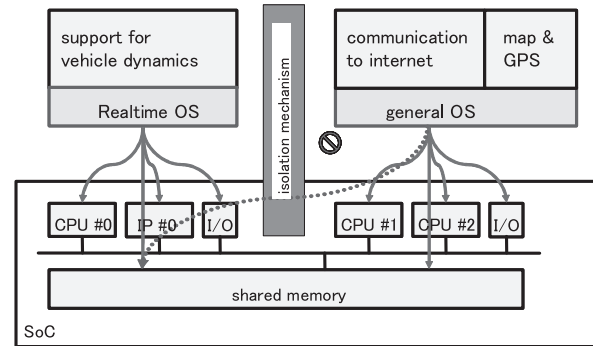 support for
vehicle dynamics
Realtime OS
isolation mechanism
communication
to internet
map &
GPS
general OS
CPU #0
IP #0
I/O
CPU #1
CPU #2
I/O
shared memory
SoC